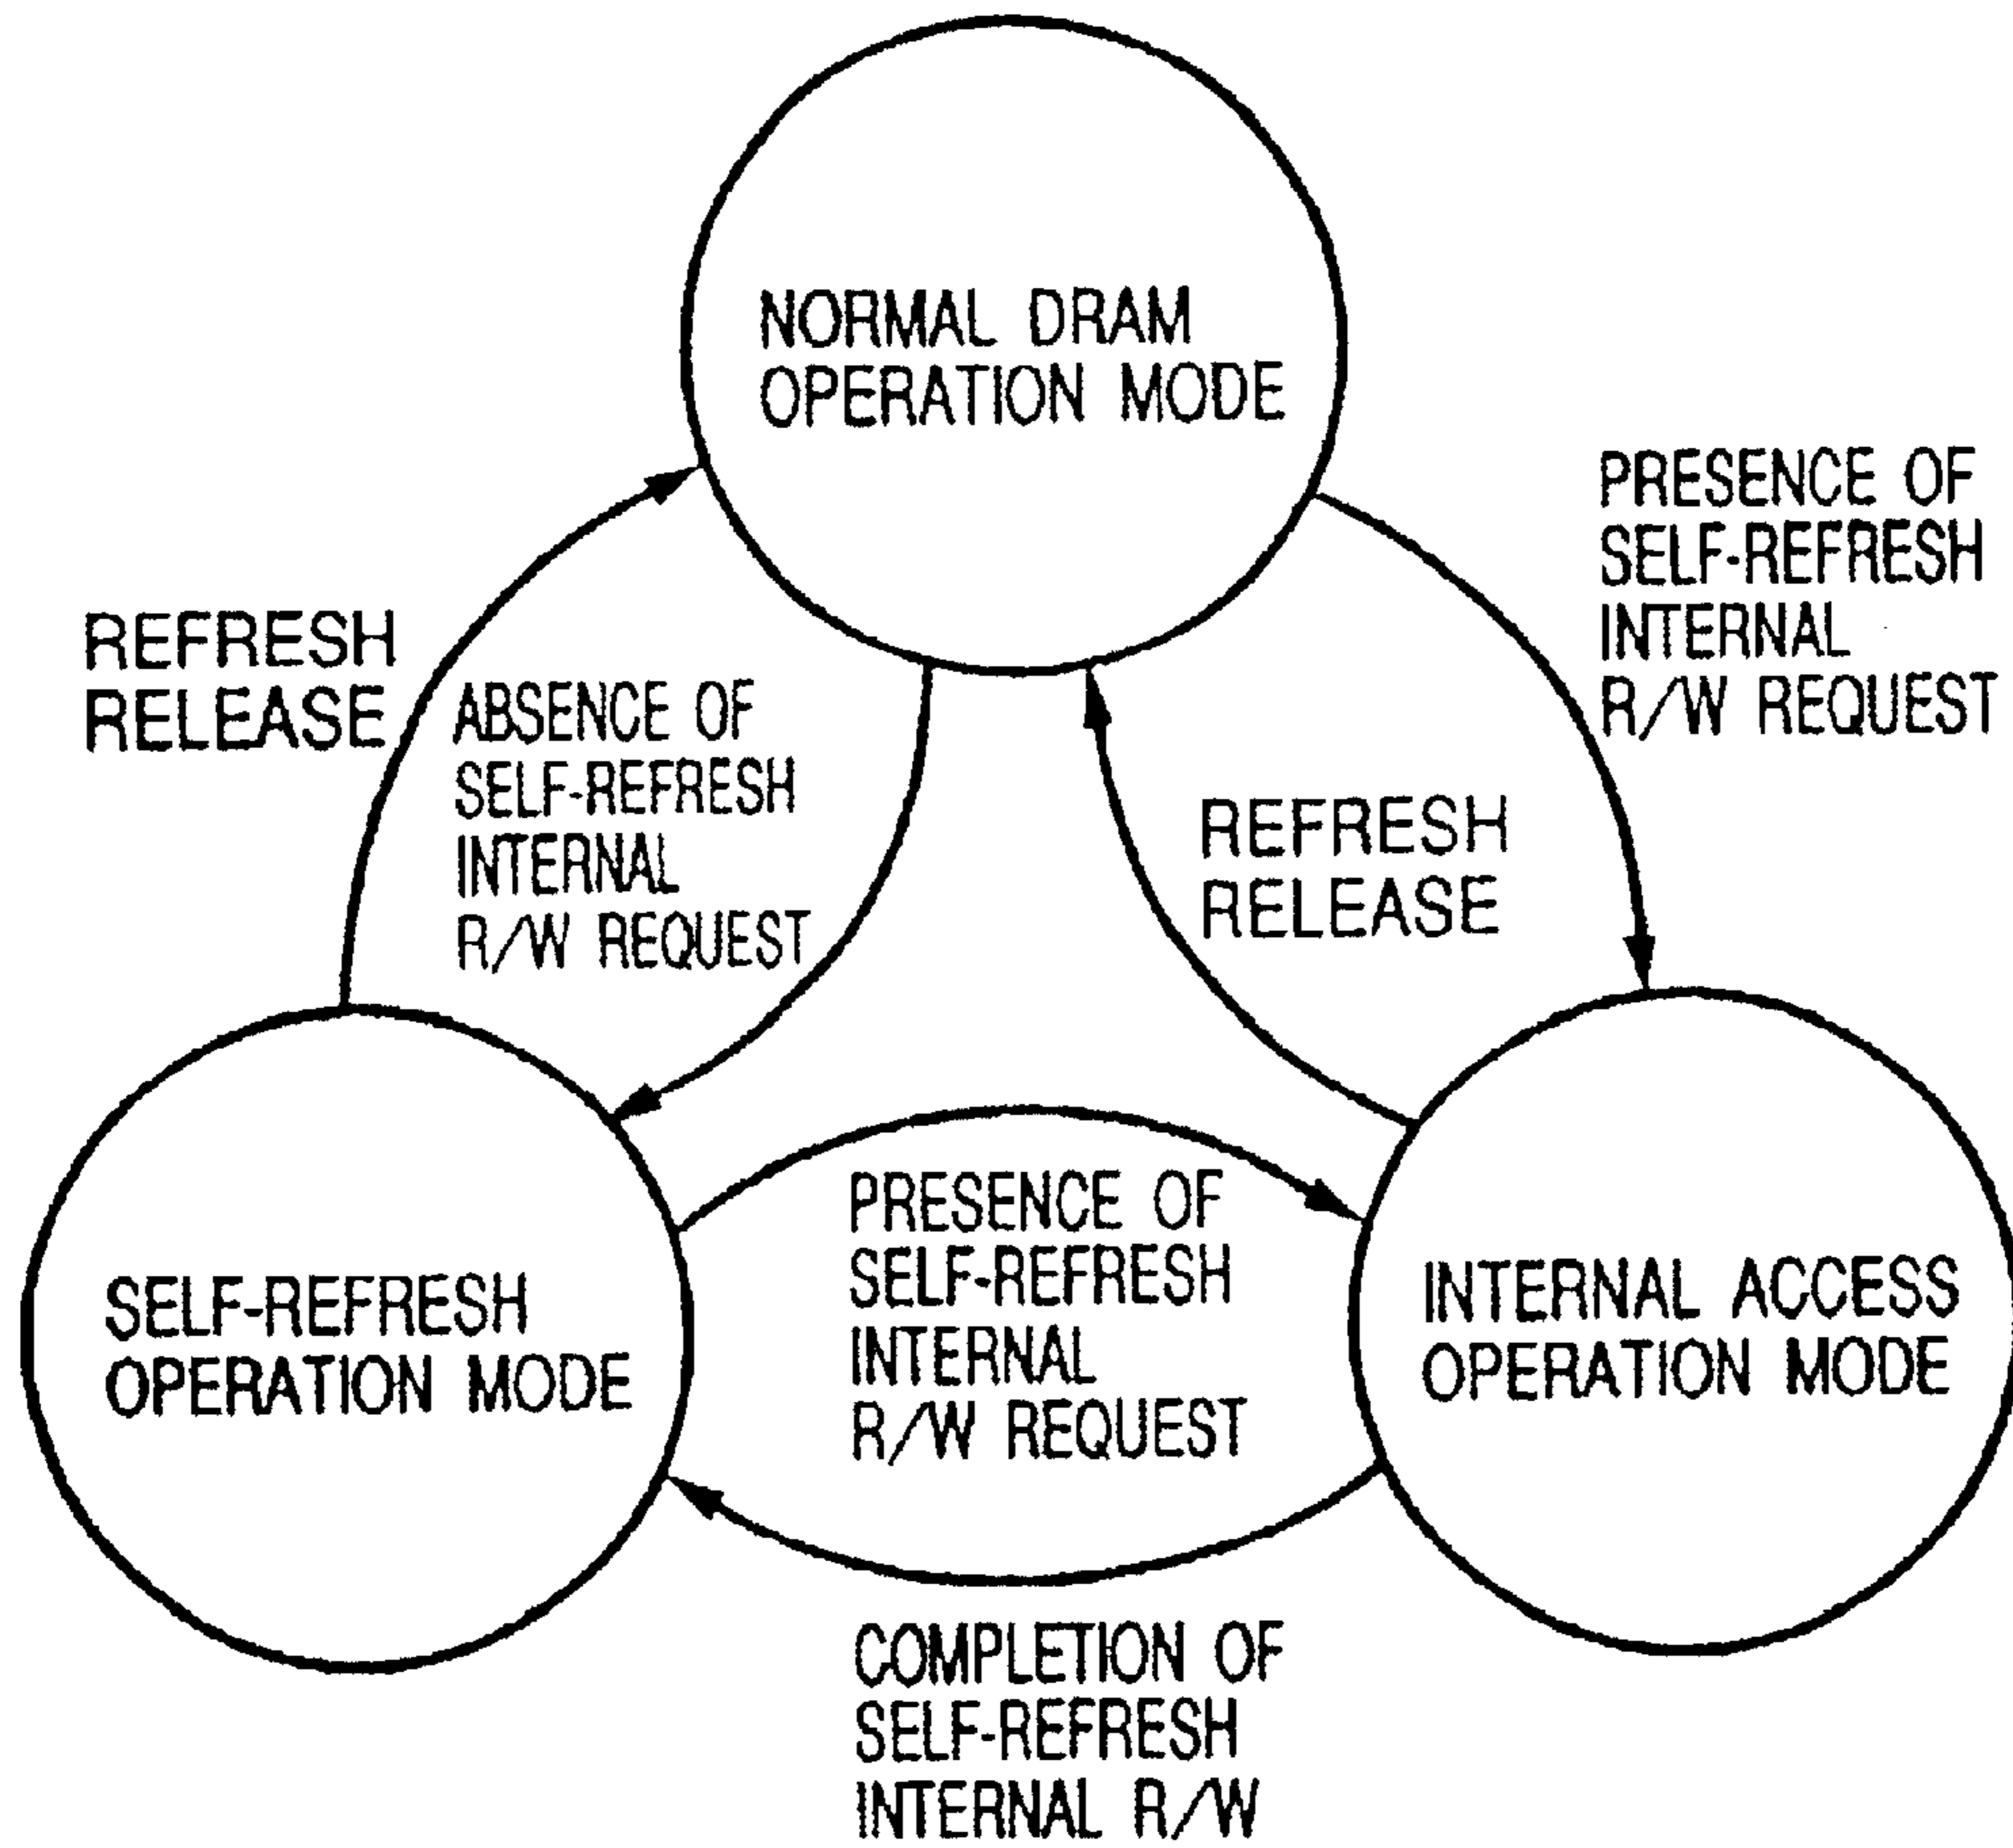 NORMAL DRAM
OPERATION MODE
PRESENCE OF
SELF-REFRESH
INTERNAL
R/W REQUEST
REFRESH
RELEASE
ABSENCE OF
SELF-REFRESH
INTERNAL
R/W REQUEST
REFRESH
RELEASE
PRESENCE OF
SELF-REFRESH
INTERNAL
R/W REQUEST
SELF-REFRESH
OPERATION MODE
INTERNAL ACCESS
OPERATION MODE
COMPLETION OF
SELF-REFRESH
INTERNAL R/W